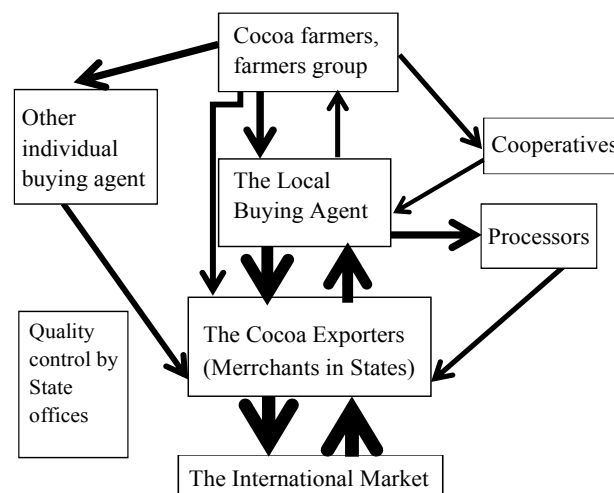 Cocoa farmers,
farmers group
Other
individual
buying agent
Cooperatives
The Local
Buying Agent
Processors
Quality
control by
State
offices
The Cocoa Exporters
(Merrchants in States)
The International Market